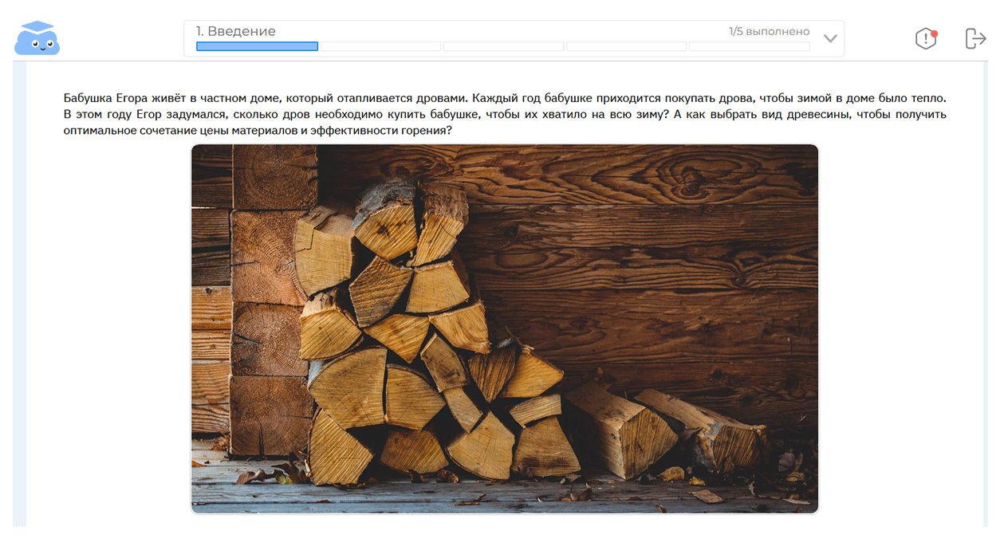 1. Введение
1/5 выполнено
Бабушка Егора живёт в частном доме, который отапливается дровами. Каждый год бабушке приходится покупать дрова, чтобы зимой в доме было тепло.
В этом году Егор задумался, сколько дров необходимо купить бабушке, чтобы их хватило на всю зиму? А как выбрать вид древесины, чтобы получить
оптимальное сочетание цены материалов и эффективности горения?